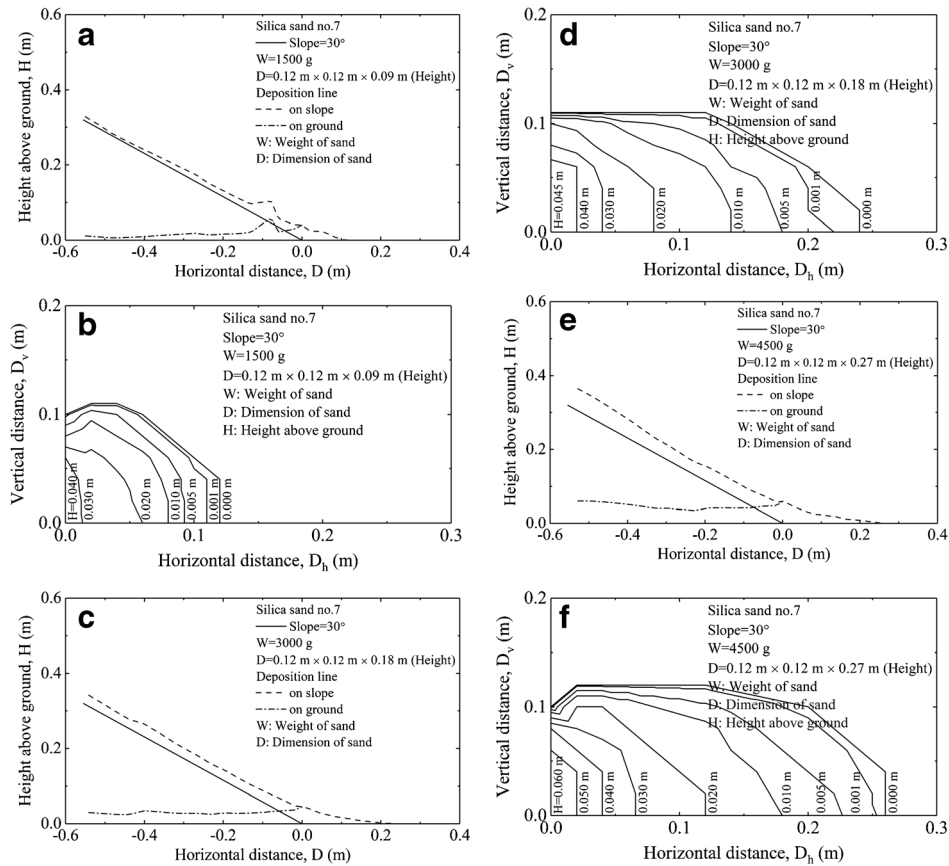 a
Silica sand no.7
Slope=30°
W=1500 g
D=0.12 m × 0.12 m × 0.09 m (Height)
Deposition line
on slope
on ground
W: Weight of sand
D: Dimension of sand
Height above ground, H (m)
0.6
0.4
0.2
0.0
-0.6 -0.4 -0.2 0.0 0.2 0.4
Horizontal distance, D (m)
b
Silica sand no.7
Slope=30°
W=1500 g
D=0.12 m × 0.12 m × 0.09 m (Height)
W: Weight of sand
D: Dimension of sand
H: Height above ground
Vertical distance, Dv (m)
0.2
0.1
0.0
H=0.040 m
0.030 m
0.020 m
0.010 m
0.005 m
0.001 m
0.000 m
0.0 0.1 0.2 0.3
Horizontal distance, Dh (m)
c
Silica sand no.7
Slope=30°
W=3000 g
D=0.12 m × 0.12 m × 0.18 m (Height)
Deposition line
on slope
on ground
W: Weight of sand
D: Dimension of sand
Height above ground, H (m)
0.6
0.4
0.2
0.0
-0.6 -0.4 -0.2 0.0 0.2 0.4
Horizontal distance, D (m)
d
Silica sand no.7
Slope=30°
W=3000 g
D=0.12 m × 0.12 m × 0.18 m (Height)
W: Weight of sand
D: Dimension of sand
H: Height above ground
Vertical distance, Dv (m)
0.2
0.1
0.0
H=0.045 m
0.040 m
0.030 m
0.020 m
0.010 m
0.005 m
0.001 m
0.000 m
0.0 0.1 0.2 0.3
Horizontal distance, Dh (m)
e
Silica sand no.7
Slope=30°
W=4500 g
D=0.12 m × 0.12 m × 0.27 m (Height)
Deposition line
on slope
on ground
W: Weight of sand
D: Dimension of sand
Height above ground, H (m)
0.6
0.4
0.2
0.0
-0.6 -0.4 -0.2 0.0 0.2 0.4
Horizontal distance, D (m)
f
Silica sand no.7
Slope=30°
W=4500 g
D=0.12 m × 0.12 m × 0.27 m (Height)
W: Weight of sand
D: Dimension of sand
H: Height above ground
Vertical distance, Dv (m)
0.2
0.1
0.0
H=0.060 m
0.050 m
0.040 m
0.030 m
0.020 m
0.010 m
0.005 m
0.001 m
0.000 m
0.0 0.1 0.2 0.3
Horizontal distance, Dh (m)